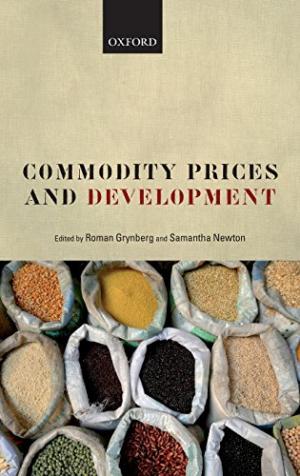 OXFORD
COMMODITY PRICES
AND DEVELOPMENT
Edited by Roman Grynberg and Samantha Newton